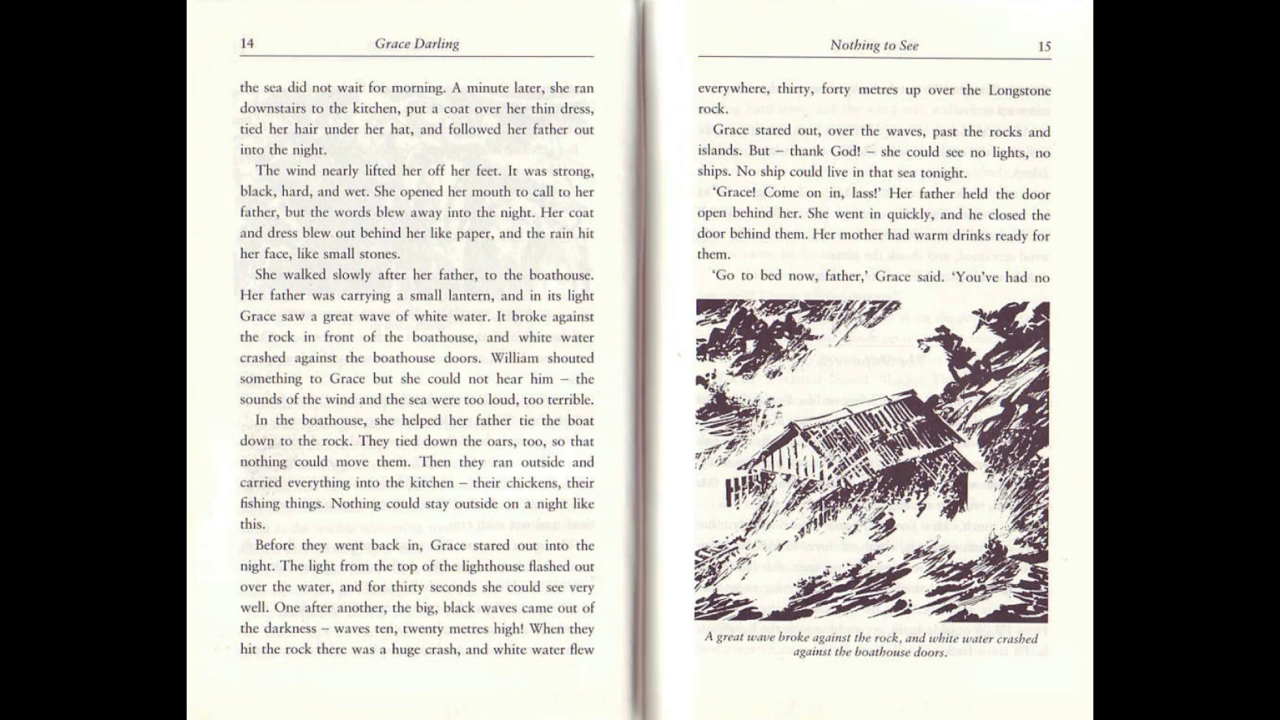 14
Grace Darling
the sea did not wait for morning. A minute later, she ran
downstairs to the kitchen, put a coat over her thin dress,
tied her hair under her hat, and followed her father out
into the night.
The wind nearly lifted her off her feet. It was strong,
black, hard, and wet. She opened her mouth to call to her
father, but the words blew away into the night. Her coat
and dress blew out behind her like paper, and the rain hit
her face, like small stones.
She walked slowly after her father, to the boathouse.
Her father was carrying a small lantern, and in its light
Grace saw a great wave of white water. It broke against
the rock in front of the boathouse, and white water
crashed against the boathouse doors. William shouted
something to Grace but she could not hear him – the
sounds of the wind and the sea were too loud, too terrible.
In the boathouse, she helped her father tie the boat
down to the rock. They tied down the oars, too, so that
nothing could move them. Then they ran outside and
carried everything into the kitchen – their chickens, their
fishing things. Nothing could stay outside on a night like
this.
Before they went back in, Grace stared out into the
night. The light from the top of the lighthouse flashed out
over the water, and for thirty seconds she could see very
well. One after another, the big, black waves came out of
the darkness – waves ten, twenty metres high! When they
hit the rock there was a huge crash, and white water flew
Nothing to See
15
everywhere, thirty, forty metres up over the Longstone
rock.
Grace stared out, over the waves, past the rocks and
islands. But – thank God! – she could see no lights, no
ships. No ship could live in that sea tonight.
‘Grace! Come on in, lass!’ Her father held the door
open behind her. She went in quickly, and he closed the
door behind them. Her mother had warm drinks ready for
them.
‘Go to bed now, father,’ Grace said. ‘You’ve had no
A great wave broke against the rock, and white water crashed
against the boathouse doors.